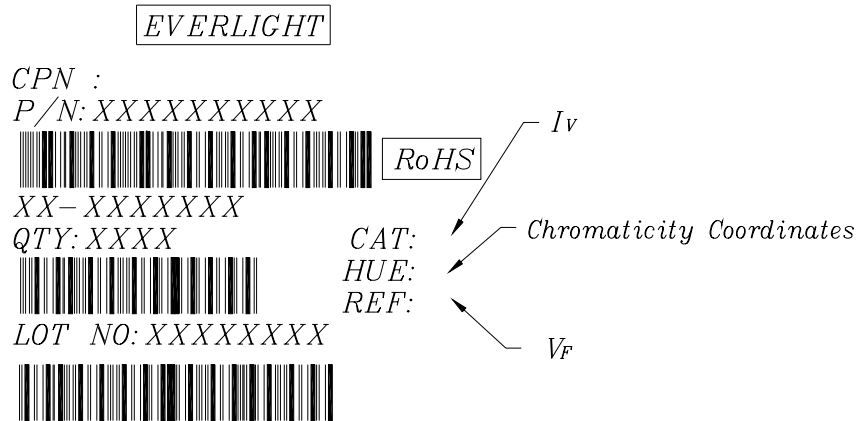 EVERLIGHT
CPN :
P/N: XXXXXXXXXX
RoHS
XX-XXXXXXX
QTY: XXXX
CAT:
HUE:
REF:
LOT NO: XXXXXXXX
Iv
Chromaticity Coordinates
VF